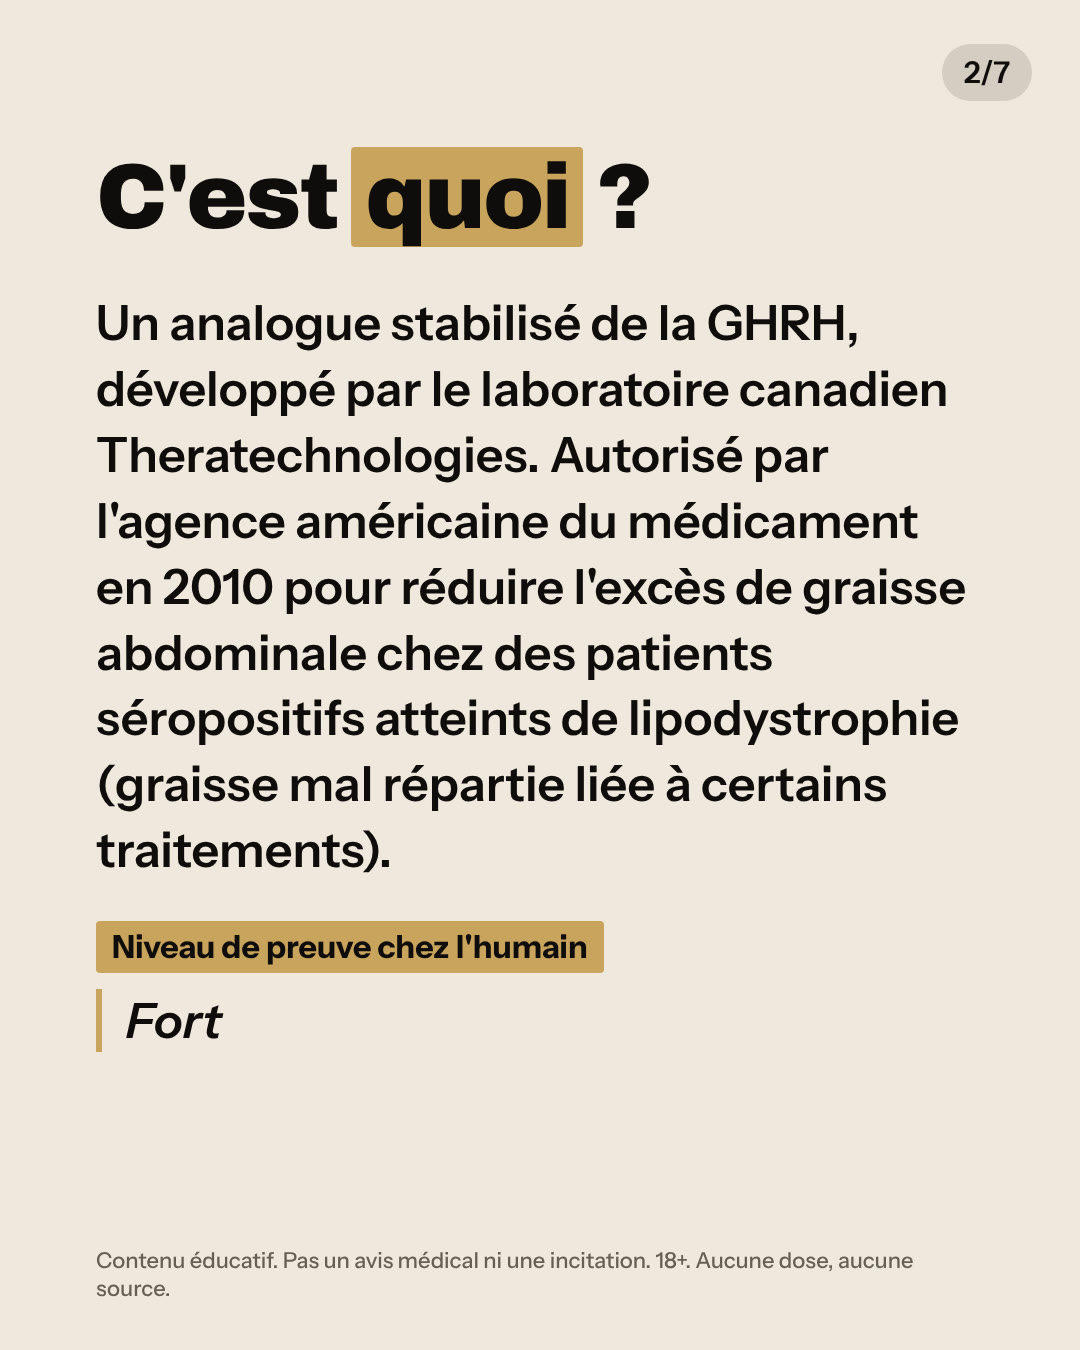 2/7
C'est quoi ?
Un analogue stabilisé de la GHRH,
développé par le laboratoire canadien
Theratechnologies. Autorisé par
l'agence américaine du médicament
en 2010 pour réduire l'excès de graisse
abdominale chez des patients
séropositifs atteints de lipodystrophie
(graisse mal répartie liée à certains
traitements).
Niveau de preuve chez l'humain
Fort
Contenu éducatif. Pas un avis médical ni une incitation. 18+. Aucune dose, aucune
source.